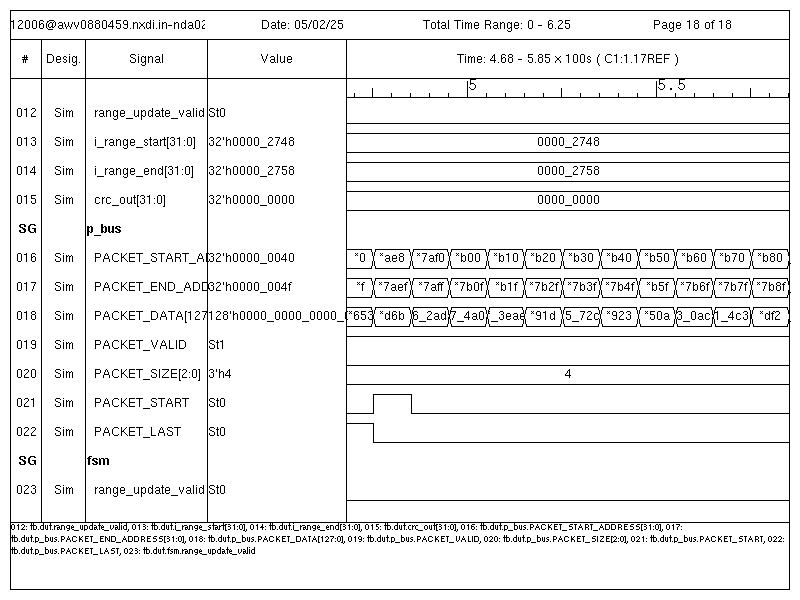 12006@awv0880459.nxdi.in-nda02 Date: 05/02/25 Total Time Range: 0 - 6.25 Page 18 of 18
# Desig. Signal Value Time: 4.68 - 5.85 x 100s ( C1:1.17REF )
5 5.5
012 Sim range_update_valid St0
013 Sim i_range_start[31:0] 32'h0000_2748 0000_2748
014 Sim i_range_end[31:0] 32'h0000_2758 0000_2758
015 Sim crc_out[31:0] 32'h0000_0000 0000_0000
SG p_bus
016 Sim PACKET_START_A 32'h0000_0040 *0 *ae8 *7af0 *b00 *b10 *b20 *b30 *b40 *b50 *b60 *b70 *b80
017 Sim PACKET_END_ADD 32'h0000_004f *f *7aef *7aff *7b0f *b1f *7b2f *7b3f *7b4f *b5f *7b6f *7b7f *7b8f
018 Sim PACKET_DATA[127 128'h0000_0000_0000_ *653 *d6b 6_2ad 7_4a0 _3eae *91d 5_72c *923 *50a 3_0ac 1_4c3 *df2
019 Sim PACKET_VALID St1
020 Sim PACKET_SIZE[2:0] 3'h4 4
021 Sim PACKET_START St0
022 Sim PACKET_LAST St0
SG fsm
023 Sim range_update_valid St0
012: tb.dut.range_update_valid, 013: tb.dut.i_range_start[31:0], 014: tb.dut.i_range_end[31:0], 015: tb.dut.crc_out[31:0], 016: tb.dut.p_bus.PACKET_START_ADDRESS[31:0], 017:
tb.dut.p_bus.PACKET_END_ADDRESS[31:0], 018: tb.dut.p_bus.PACKET_DATA[127:0], 019: tb.dut.p_bus.PACKET_VALID, 020: tb.dut.p_bus.PACKET_SIZE[2:0], 021: tb.dut.p_bus.PACKET_START, 022:
tb.dut.p_bus.PACKET_LAST, 023: tb.dut.fsm.range_update_valid